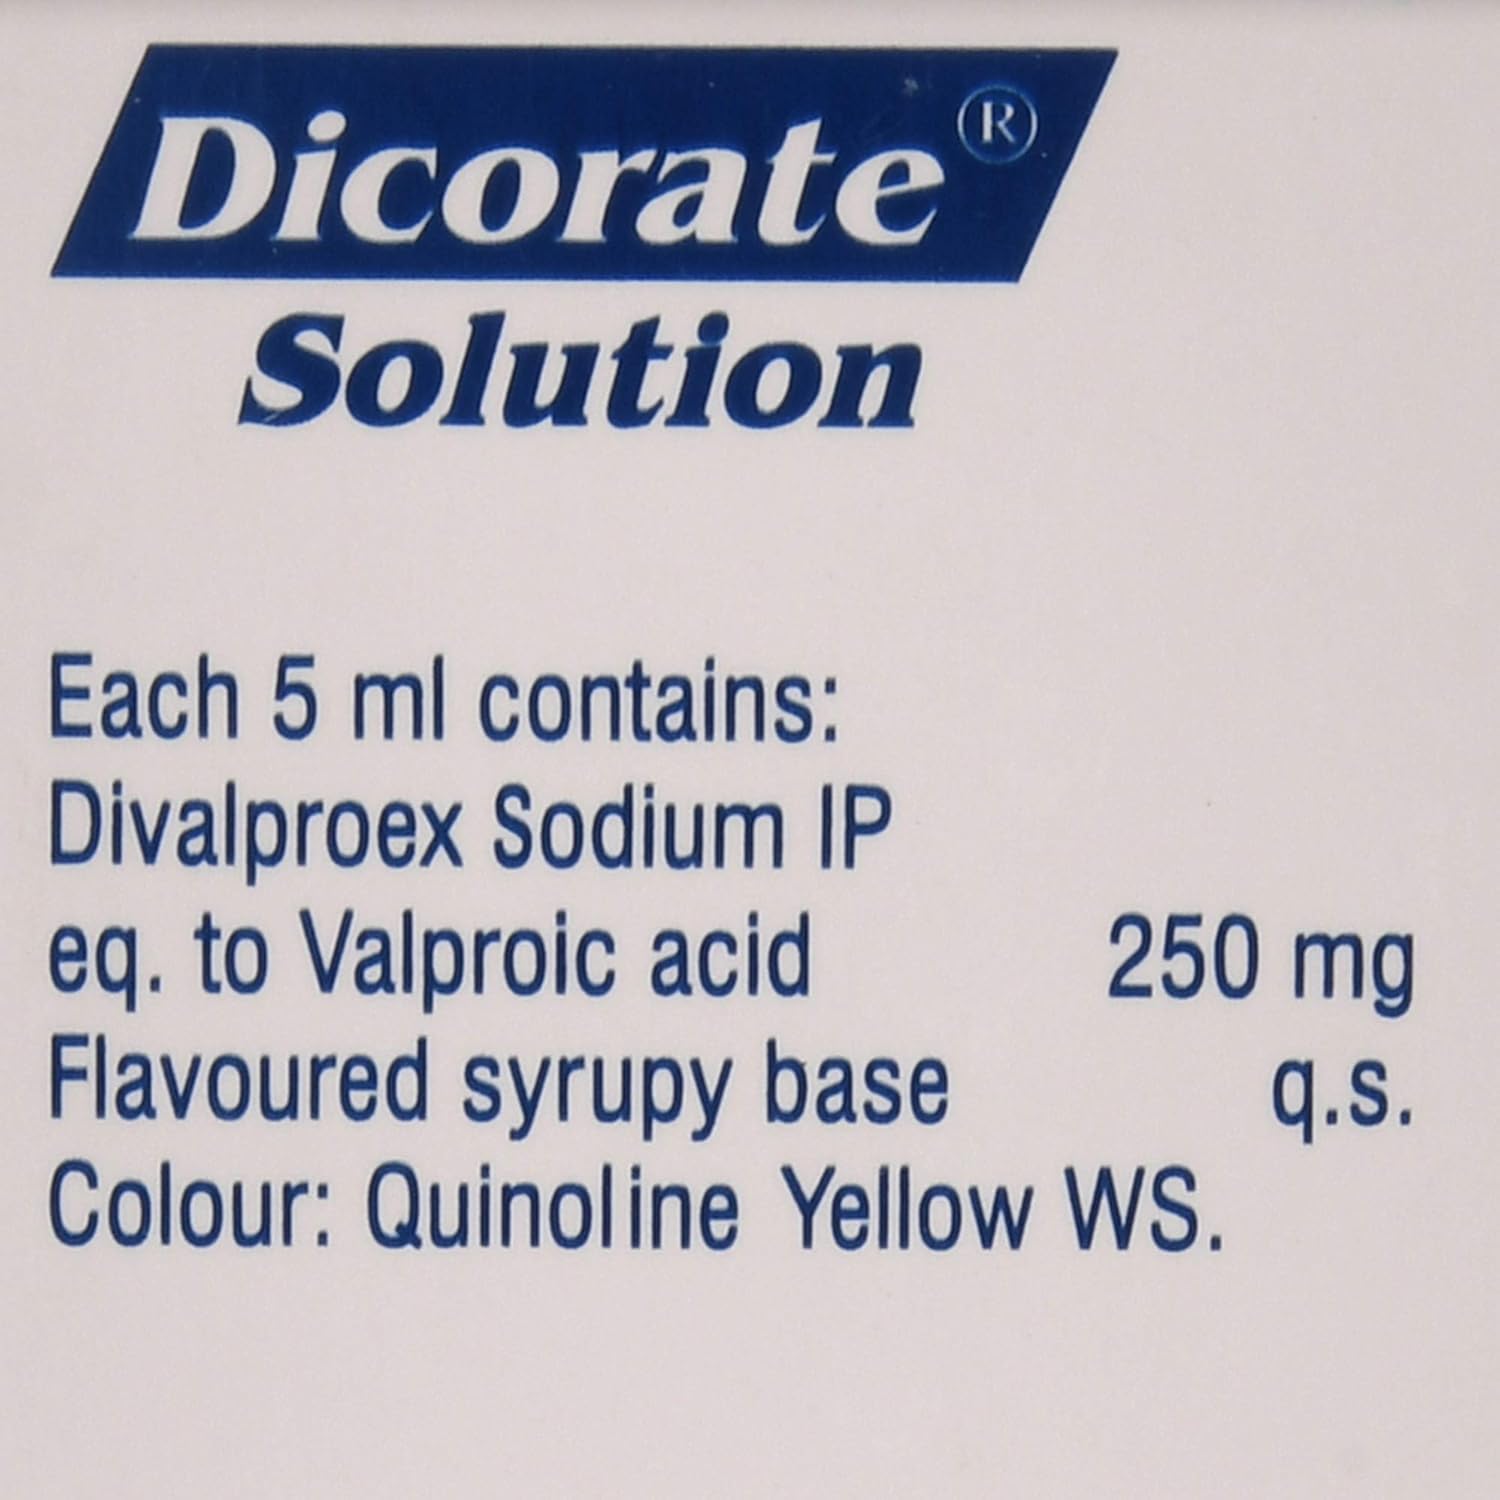 Dicorate®
Solution
Each 5 ml contains:
Divalproex Sodium IP
eq. to Valproic acid 250 mg
Flavoured syrupy base q.s.
Colour: Quinoline Yellow WS.